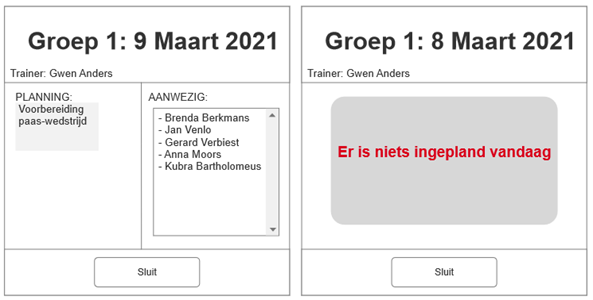 Groep 1: 9 Maart 2021
Trainer: Gwen Anders
PLANNING:
Voorbereiding
paas-wedstrijd
AANWEZIG:
- Brenda Berkmans
- Jan Venlo
- Gerard Verbiest
- Anna Moors
- Kubra Bartholomeus
Sluit
Groep 1: 8 Maart 2021
Trainer: Gwen Anders
Er is niets ingepland vandaag
Sluit